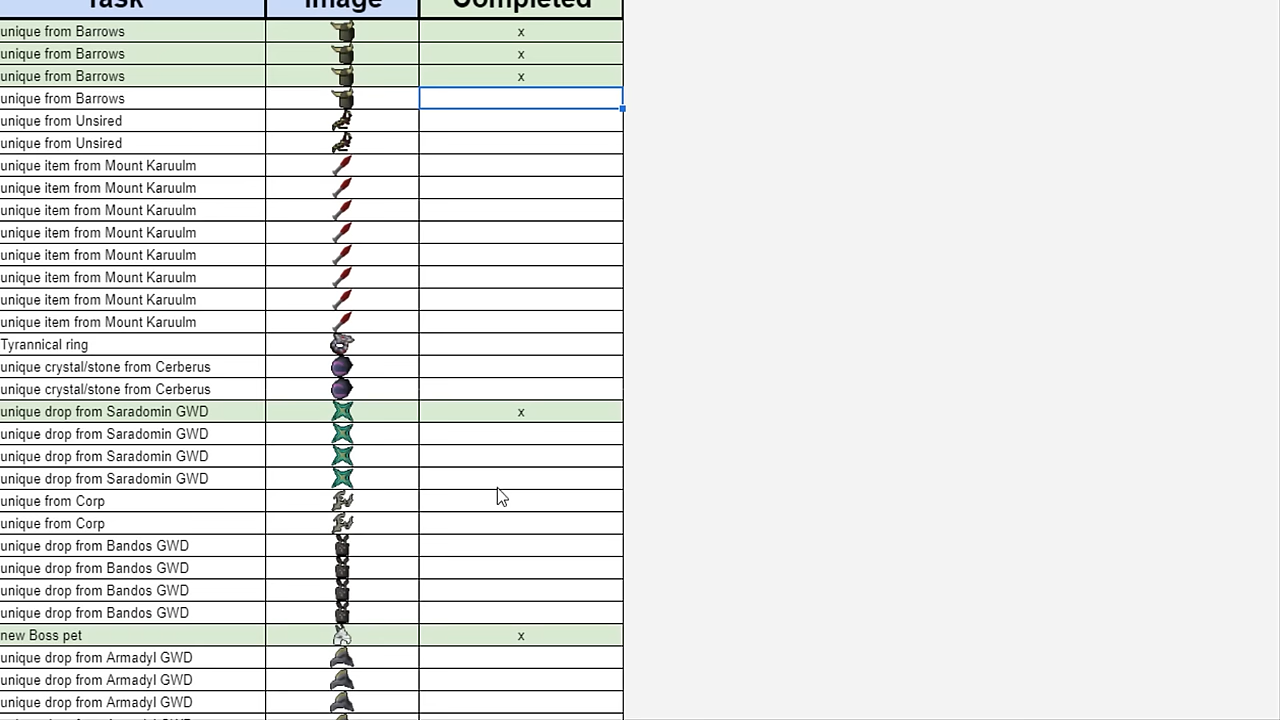 Task Image Completed
unique from Barrows x
unique from Barrows x
unique from Barrows x
unique from Barrows
unique from Unsired
unique from Unsired
unique item from Mount Karuulm
unique item from Mount Karuulm
unique item from Mount Karuulm
unique item from Mount Karuulm
unique item from Mount Karuulm
unique item from Mount Karuulm
unique item from Mount Karuulm
unique item from Mount Karuulm
Tyrannical ring
unique crystal/stone from Cerberus
unique crystal/stone from Cerberus
unique drop from Saradomin GWD x
unique drop from Saradomin GWD
unique drop from Saradomin GWD
unique drop from Saradomin GWD
unique from Corp
unique from Corp
unique drop from Bandos GWD
unique drop from Bandos GWD
unique drop from Bandos GWD
unique drop from Bandos GWD
new Boss pet x
unique drop from Armadyl GWD
unique drop from Armadyl GWD
unique drop from Armadyl GWD